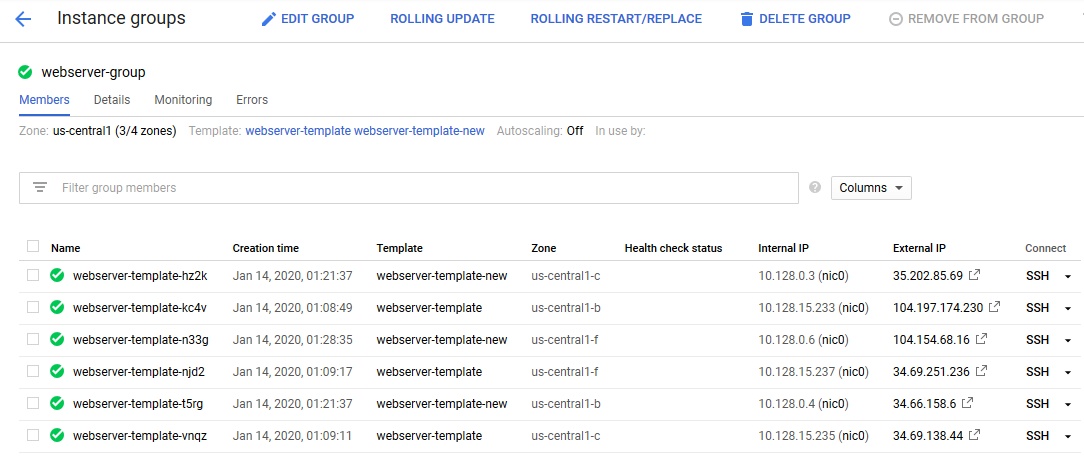 Instance groups EDIT GROUP ROLLING UPDATE ROLLING RESTART/REPLACE DELETE GROUP REMOVE FROM GROUP
webserver-group
Members Details Monitoring Errors
Zone: us-central1 (3/4 zones) Template: webserver-template webserver-template-new Autoscaling: Off In use by:
Filter group members ? Columns
Name Creation time Template Zone Health check status Internal IP External IP Connect
webserver-template-hz2k Jan 14, 2020, 01:21:37 webserver-template-new us-central1-c 10.128.0.3 (nic0) 35.202.85.69 SSH
webserver-template-kc4v Jan 14, 2020, 01:08:49 webserver-template us-central1-b 10.128.15.233 (nic0) 104.197.174.230 SSH
webserver-template-n33g Jan 14, 2020, 01:28:35 webserver-template-new us-central1-f 10.128.0.6 (nic0) 104.154.68.16 SSH
webserver-template-njd2 Jan 14, 2020, 01:09:17 webserver-template us-central1-f 10.128.15.237 (nic0) 34.69.251.236 SSH
webserver-template-t5rg Jan 14, 2020, 01:21:37 webserver-template-new us-central1-b 10.128.0.4 (nic0) 34.66.158.6 SSH
webserver-template-vnqz Jan 14, 2020, 01:09:11 webserver-template us-central1-c 10.128.15.235 (nic0) 34.69.138.44 SSH